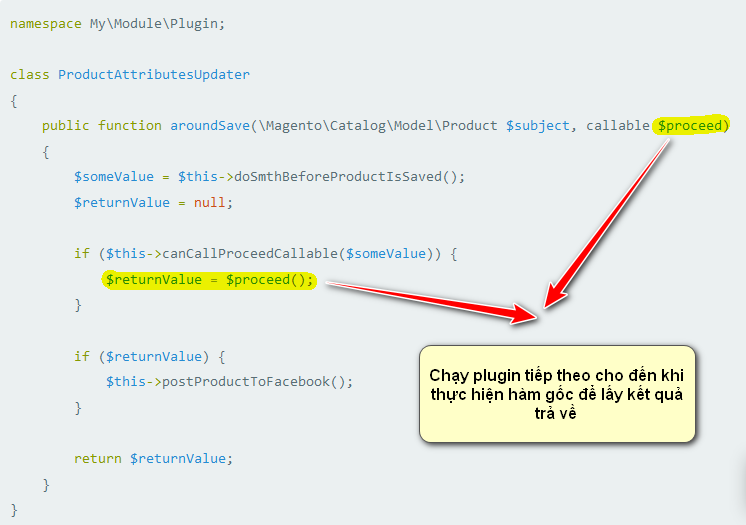 namespace My\Module\Plugin;
class ProductAttributesUpdater
{
public function aroundSave(\Magento\Catalog\Model\Product $subject, callable $proceed)
{
$someValue = $this->doSmthBeforeProductIsSaved();
$returnValue = null;
if ($this->canCallProceedCallable($someValue)) {
$returnValue = $proceed();
}
if ($returnValue) {
$this->postProductToFacebook();
}
return $returnValue;
}
}
Chạy plugin tiếp theo cho đến khi
thực hiện hàm gốc để lấy kết quả
trả về